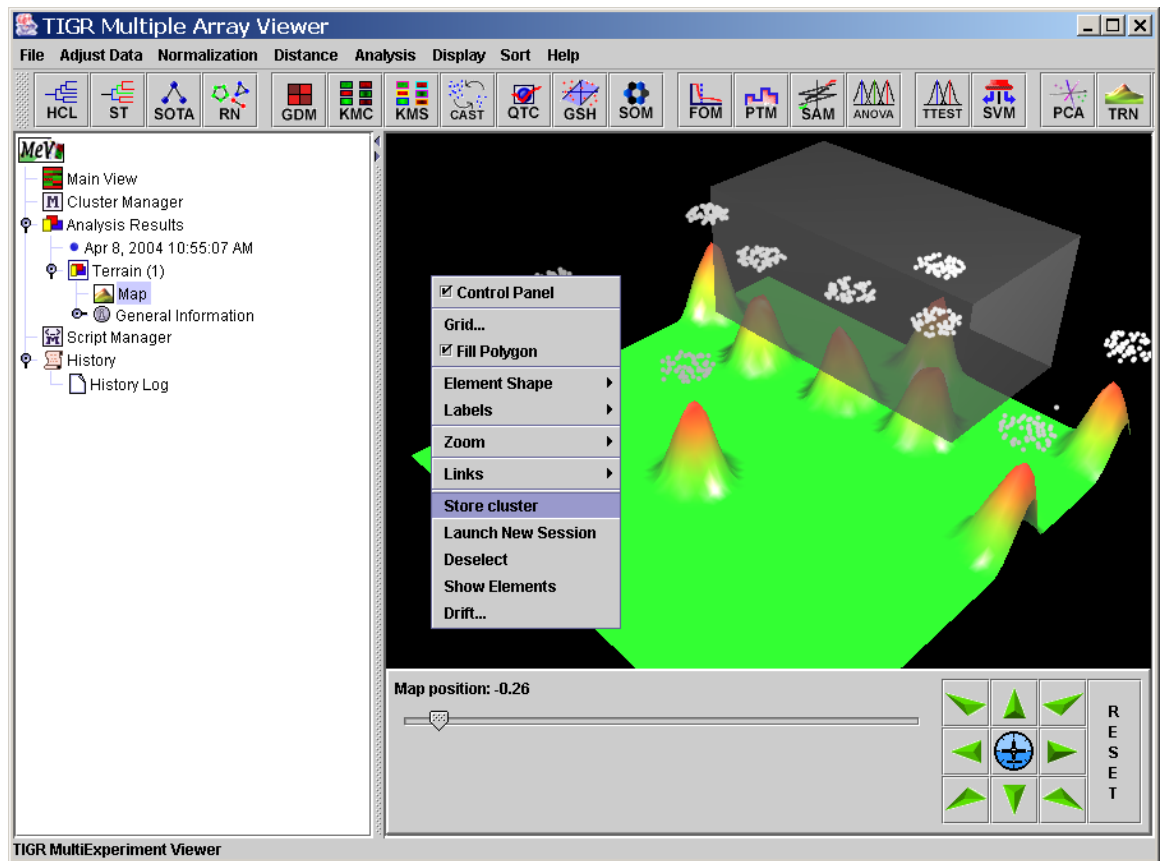 TIGR Multiple Array Viewer
File Adjust Data Normalization Distance Analysis Display Sort Help
HCL ST SOTA RN GDM KMC KMS CAST QTC GSH SOM FOM PTM SAM ANOVA TTEST SVM PCA TRN
MeV
Main View
M Cluster Manager
Analysis Results
Apr 8, 2004 10:55:07 AM
Terrain (1)
Map
General Information
Script Manager
History
History Log
Control Panel
Grid...
Fill Polygon
Element Shape
Labels
Zoom
Links
Store cluster
Launch New Session
Deselect
Show Elements
Drift...
Map position: -0.26
RESET
TIGR MultiExperiment Viewer